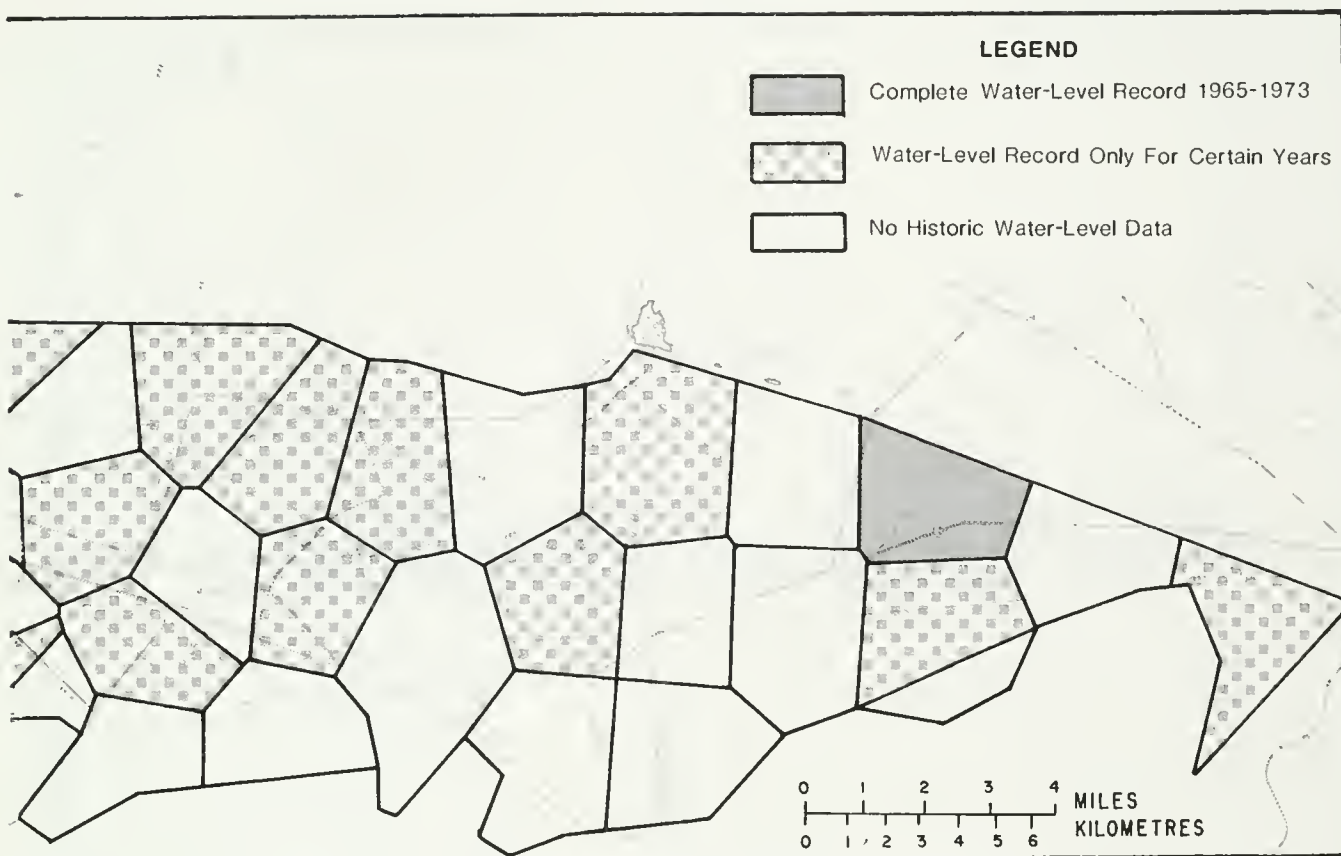 LEGEND
Complete Water-Level Record 1965-1973
Water-Level Record Only For Certain Years
No Historic Water-Level Data
0 1 2 3 4 MILES
KILOMETRES
0 1 2 3 4 5 6